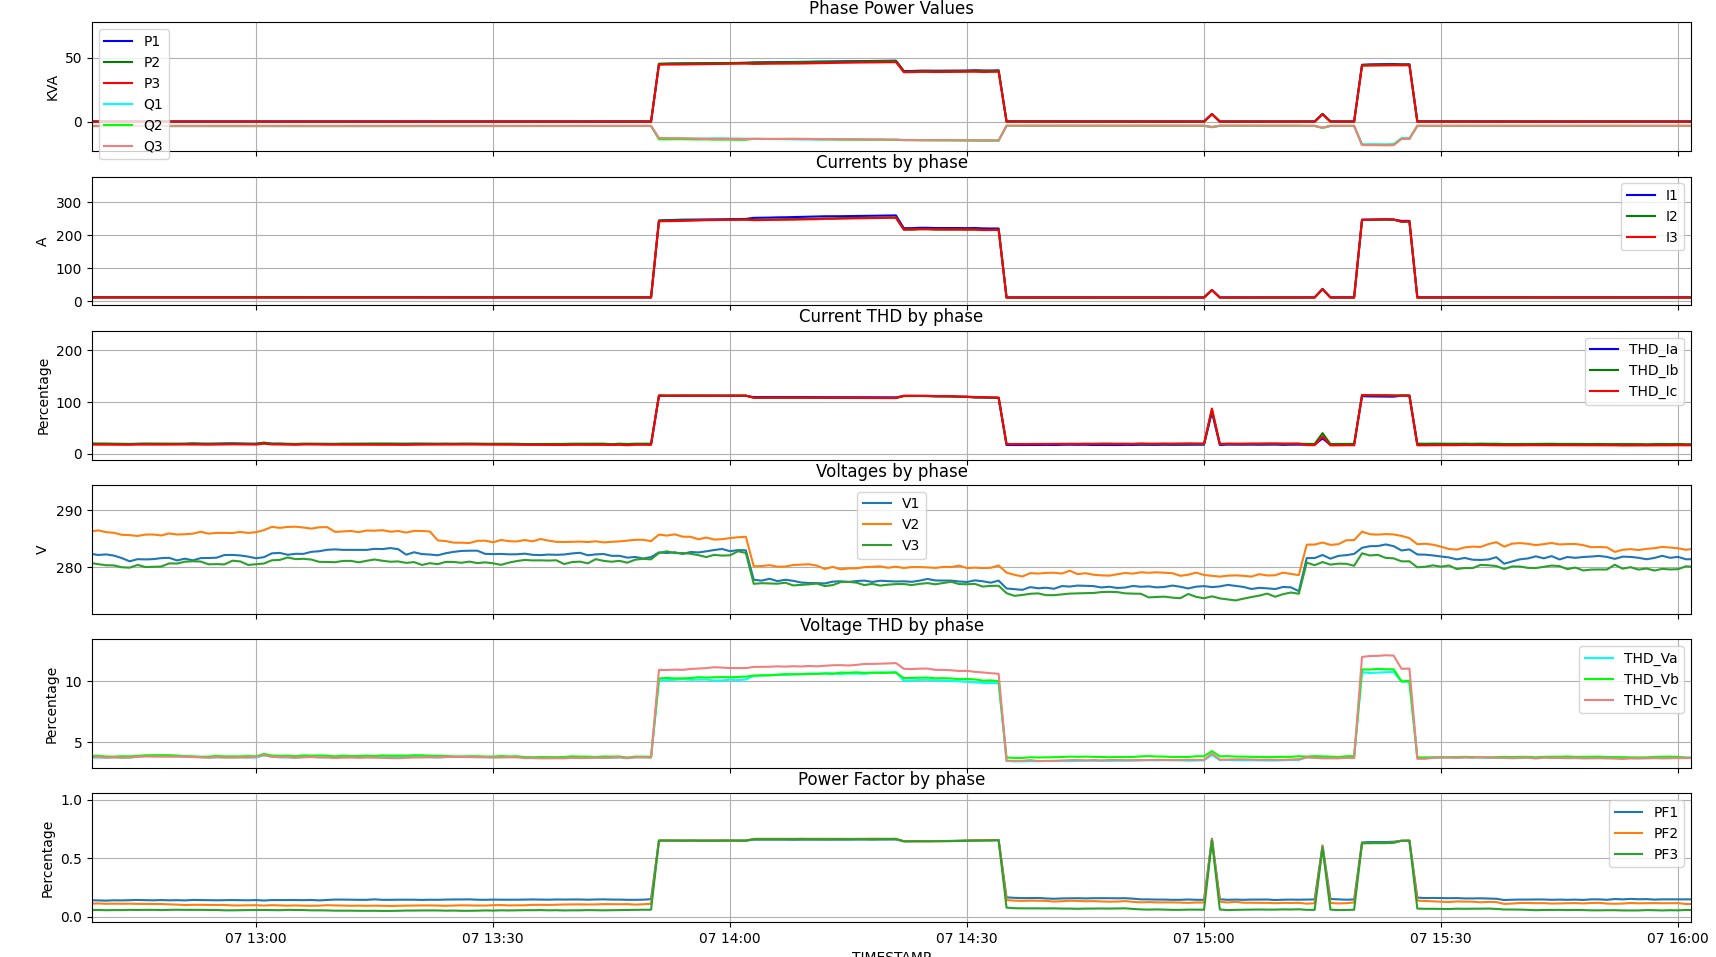 Phase Power Values
KVA
50
0
P1
P2
P3
Q1
Q2
Q3
Currents by phase
A
300
200
100
0
I1
I2
I3
Current THD by phase
Percentage
200
100
0
THD_Ia
THD_Ib
THD_Ic
Voltages by phase
V
290
280
V1
V2
V3
Voltage THD by phase
Percentage
10
5
THD_Va
THD_Vb
THD_Vc
Power Factor by phase
Percentage
1.0
0.5
0.0
PF1
PF2
PF3
07 13:00 07 13:30 07 14:00 07 14:30 07 15:00 07 15:30 07 16:00
TIMESTAMP